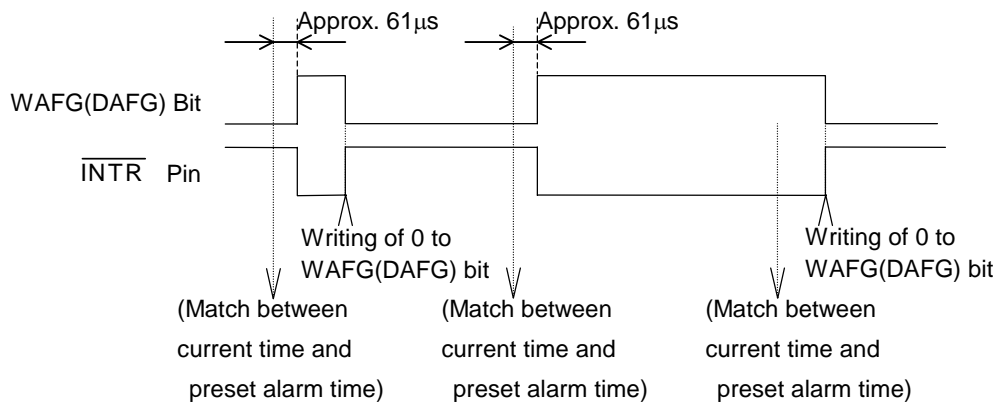 Approx. 61μs
Approx. 61μs
WAFG(DAFG) Bit
INTR Pin
Writing of 0 to
WAFG(DAFG) bit
Writing of 0 to
WAFG(DAFG) bit
(Match between
current time and
preset alarm time)
(Match between
current time and
preset alarm time)
(Match between
current time and
preset alarm time)